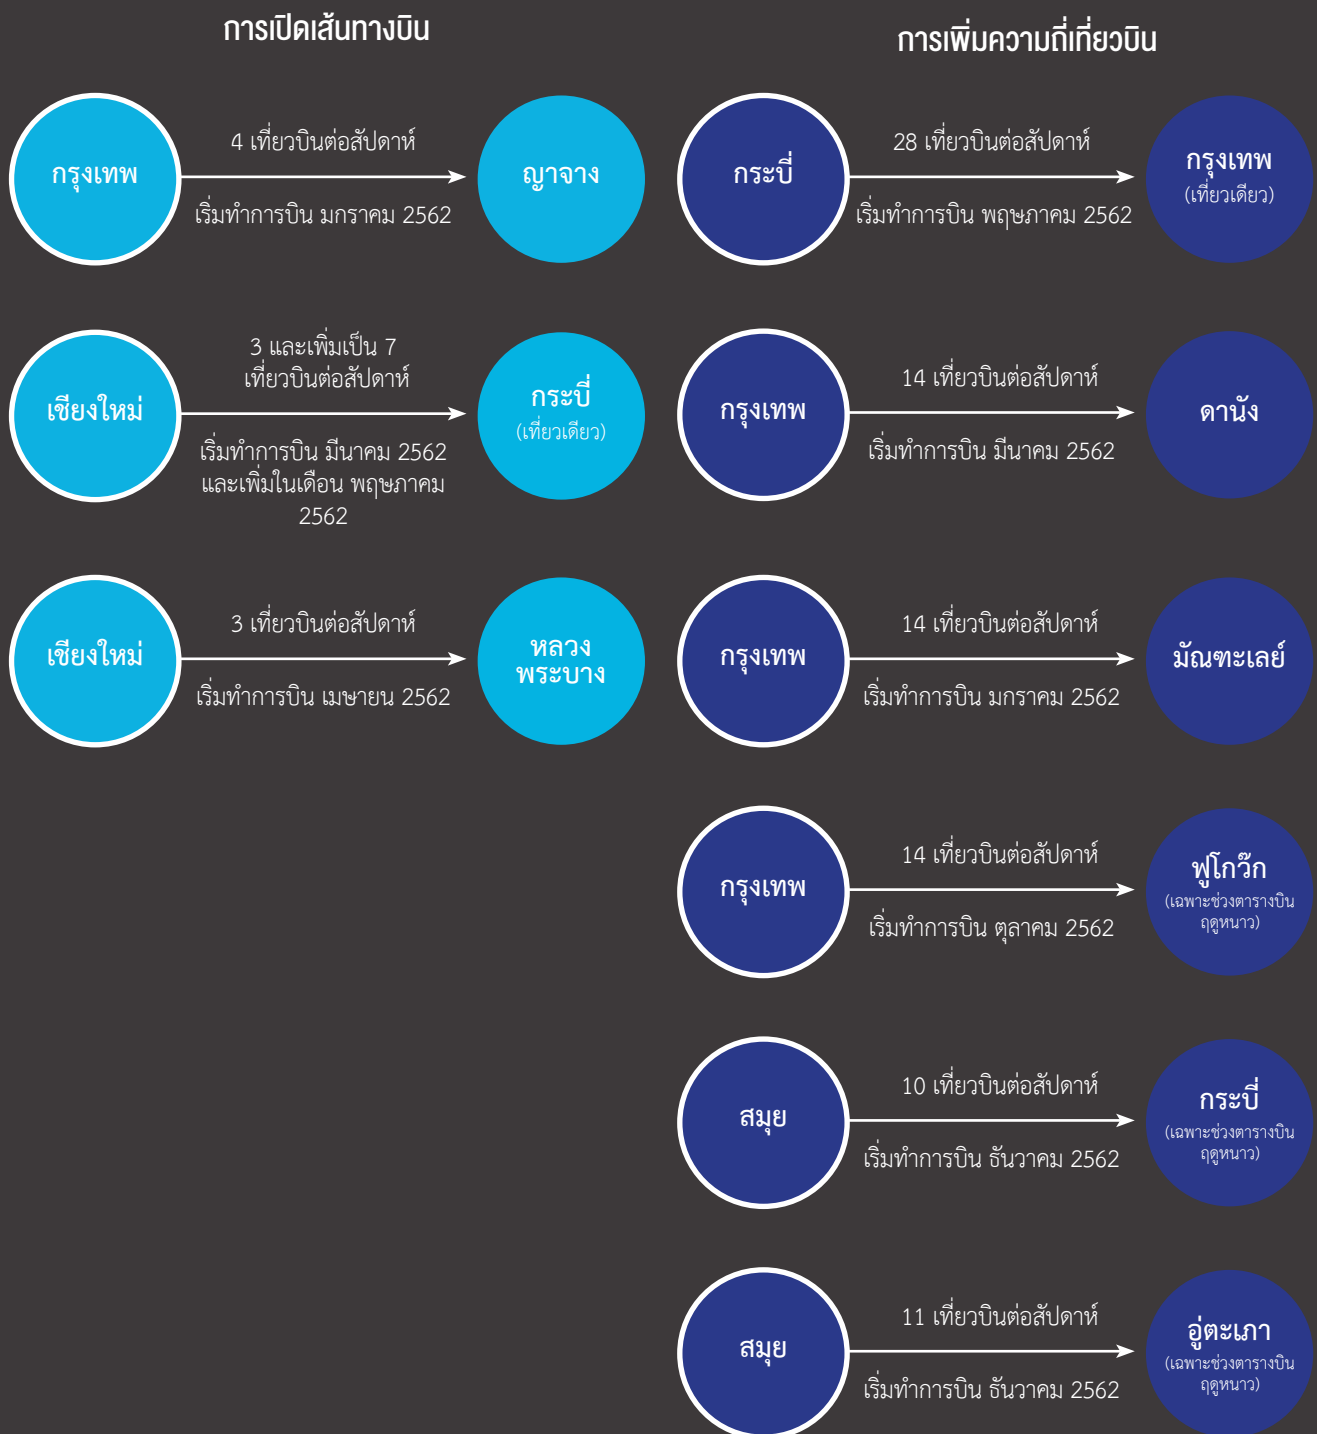 การเปิดเส้นทางบิน
กรุงเทพ
4 เที่ยวบินต่อสัปดาห์
เริ่มทำการบิน มกราคม 2562
ญาจาง
เชียงใหม่
3 และเพิ่มเป็น 7
เที่ยวบินต่อสัปดาห์
เริ่มทำการบิน มีนาคม 2562
และเพิ่มในเดือน พฤษภาคม
2562
กระบี่
(เที่ยวเดียว)
เชียงใหม่
3 เที่ยวบินต่อสัปดาห์
เริ่มทำการบิน เมษายน 2562
หลวง
พระบาง
การเพิ่มความถี่เที่ยวบิน
กระบี่
28 เที่ยวบินต่อสัปดาห์
เริ่มทำการบิน พฤษภาคม 2562
กรุงเทพ
(เที่ยวเดียว)
กรุงเทพ
14 เที่ยวบินต่อสัปดาห์
เริ่มทำการบิน มีนาคม 2562
ดานัง
กรุงเทพ
14 เที่ยวบินต่อสัปดาห์
เริ่มทำการบิน มกราคม 2562
มัณฑะเลย์
กรุงเทพ
14 เที่ยวบินต่อสัปดาห์
เริ่มทำการบิน ตุลาคม 2562
ฟูโกว๊ก
(เฉพาะช่วงตารางบิน
ฤดูหนาว)
สมุย
10 เที่ยวบินต่อสัปดาห์
เริ่มทำการบิน ธันวาคม 2562
กระบี่
(เฉพาะช่วงตารางบิน
ฤดูหนาว)
สมุย
11 เที่ยวบินต่อสัปดาห์
เริ่มทำการบิน ธันวาคม 2562
อู่ตะเภา
(เฉพาะช่วงตารางบิน
ฤดูหนาว)